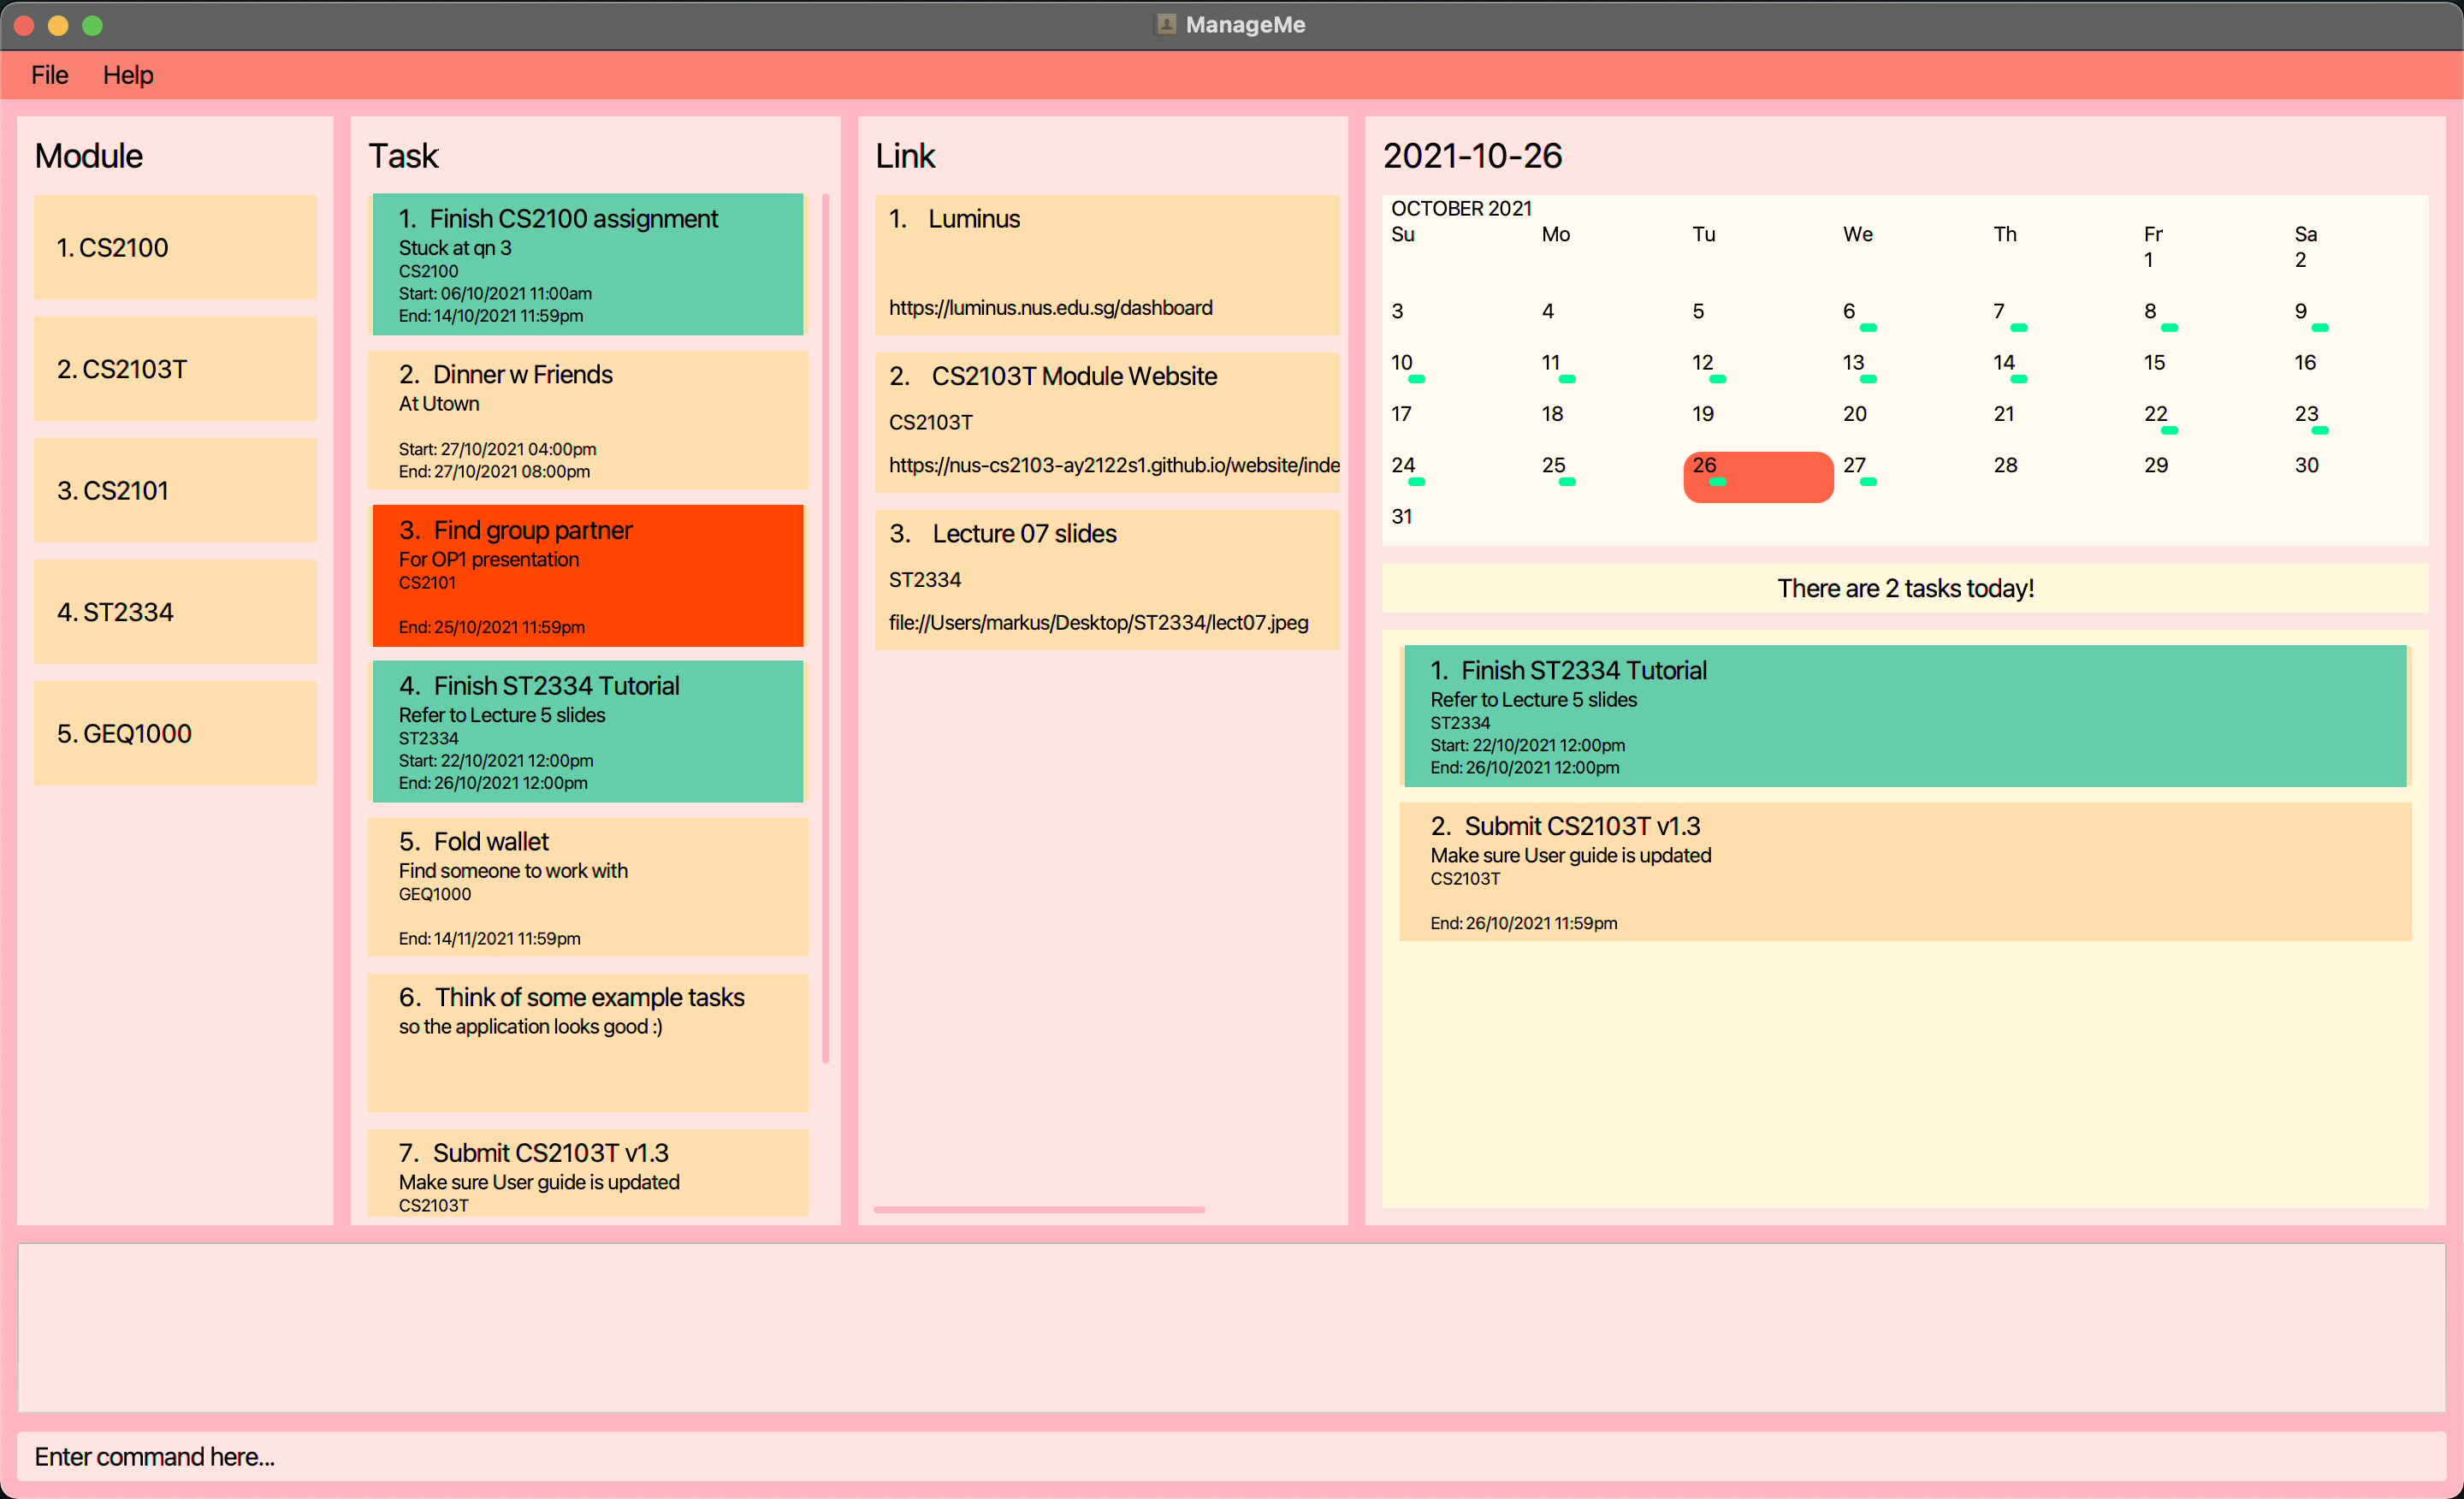 ManageMe
File Help
Module
1. CS2100
2. CS2103T
3. CS2101
4. ST2334
5. GEQ1000
Task
1. Finish CS2100 assignment
Stuck at qn 3
CS2100
Start: 06/10/2021 11:00am
End: 14/10/2021 11:59pm
2. Dinner w Friends
At Utown
Start: 27/10/2021 04:00pm
End: 27/10/2021 08:00pm
3. Find group partner
For OP1 presentation
CS2101
End: 25/10/2021 11:59pm
4. Finish ST2334 Tutorial
Refer to Lecture 5 slides
ST2334
Start: 22/10/2021 12:00pm
End: 26/10/2021 12:00pm
5. Fold wallet
Find someone to work with
GEQ1000
End: 14/11/2021 11:59pm
6. Think of some example tasks
so the application looks good :)
7. Submit CS2103T v1.3
Make sure User guide is updated
CS2103T
Link
1. Luminus
https://luminus.nus.edu.sg/dashboard
2. CS2103T Module Website
CS2103T
https://nus-cs2103-ay2122s1.github.io/website/inde
3. Lecture 07 slides
ST2334
file://Users/markus/Desktop/ST2334/lect07.jpeg
2021-10-26
OCTOBER 2021
Su Mo Tu We Th Fr Sa
1 2
3 4 5 6 7 8 9
10 11 12 13 14 15 16
17 18 19 20 21 22 23
24 25 26 27 28 29 30
31
There are 2 tasks today!
1. Finish ST2334 Tutorial
Refer to Lecture 5 slides
ST2334
Start: 22/10/2021 12:00pm
End: 26/10/2021 12:00pm
2. Submit CS2103T v1.3
Make sure User guide is updated
CS2103T
End: 26/10/2021 11:59pm
Enter command here...